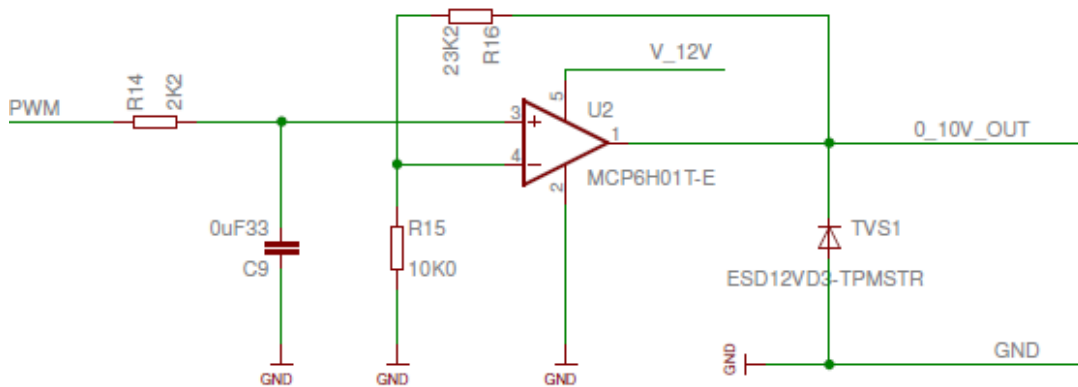 23K2
R16
V_12V
PWM
R14
2K2
3
5
U2
+
1
0_10V_OUT
4
−
2
MCP6H01T-E
0uF33
C9
R15
10K0
TVS1
ESD12VD3-TPMSTR
GND
GND
GND
GND
GND